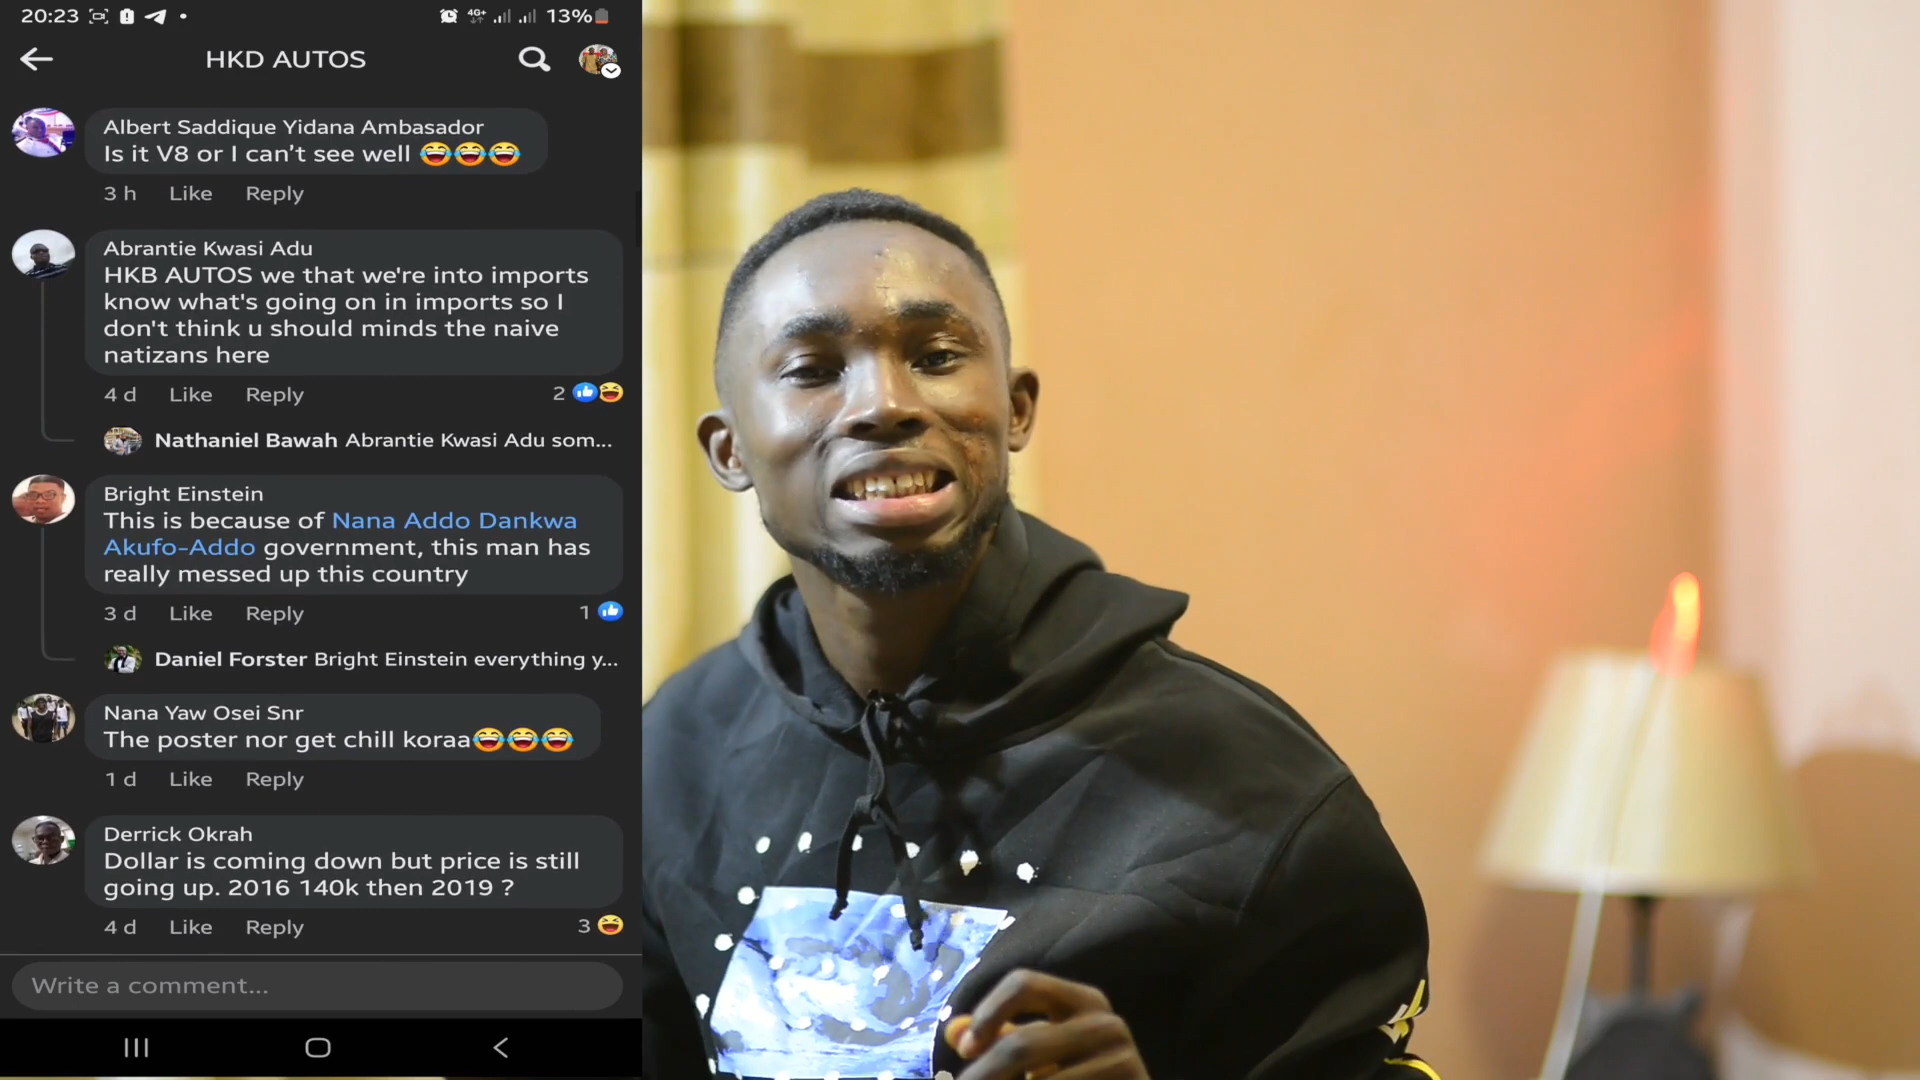 20:23
4G+
13%
HKD AUTOS
Albert Saddique Yidana Ambasador
Is it V8 or I can't see well 😂😂😂
3 h Like Reply
Abrantie Kwasi Adu
HKB AUTOS we that we're into imports
know what's going on in imports so I
don't think u should minds the naive
natizans here
4 d Like Reply 2
Nathaniel Bawah Abrantie Kwasi Adu som...
Bright Einstein
This is because of Nana Addo Dankwa
Akufo-Addo government, this man has
really messed up this country
3 d Like Reply 1
Daniel Forster Bright Einstein everything y...
Nana Yaw Osei Snr
The poster nor get chill koraa😂😂😂
1 d Like Reply
Derrick Okrah
Dollar is coming down but price is still
going up. 2016 140k then 2019 ?
4 d Like Reply 3
Write a comment...